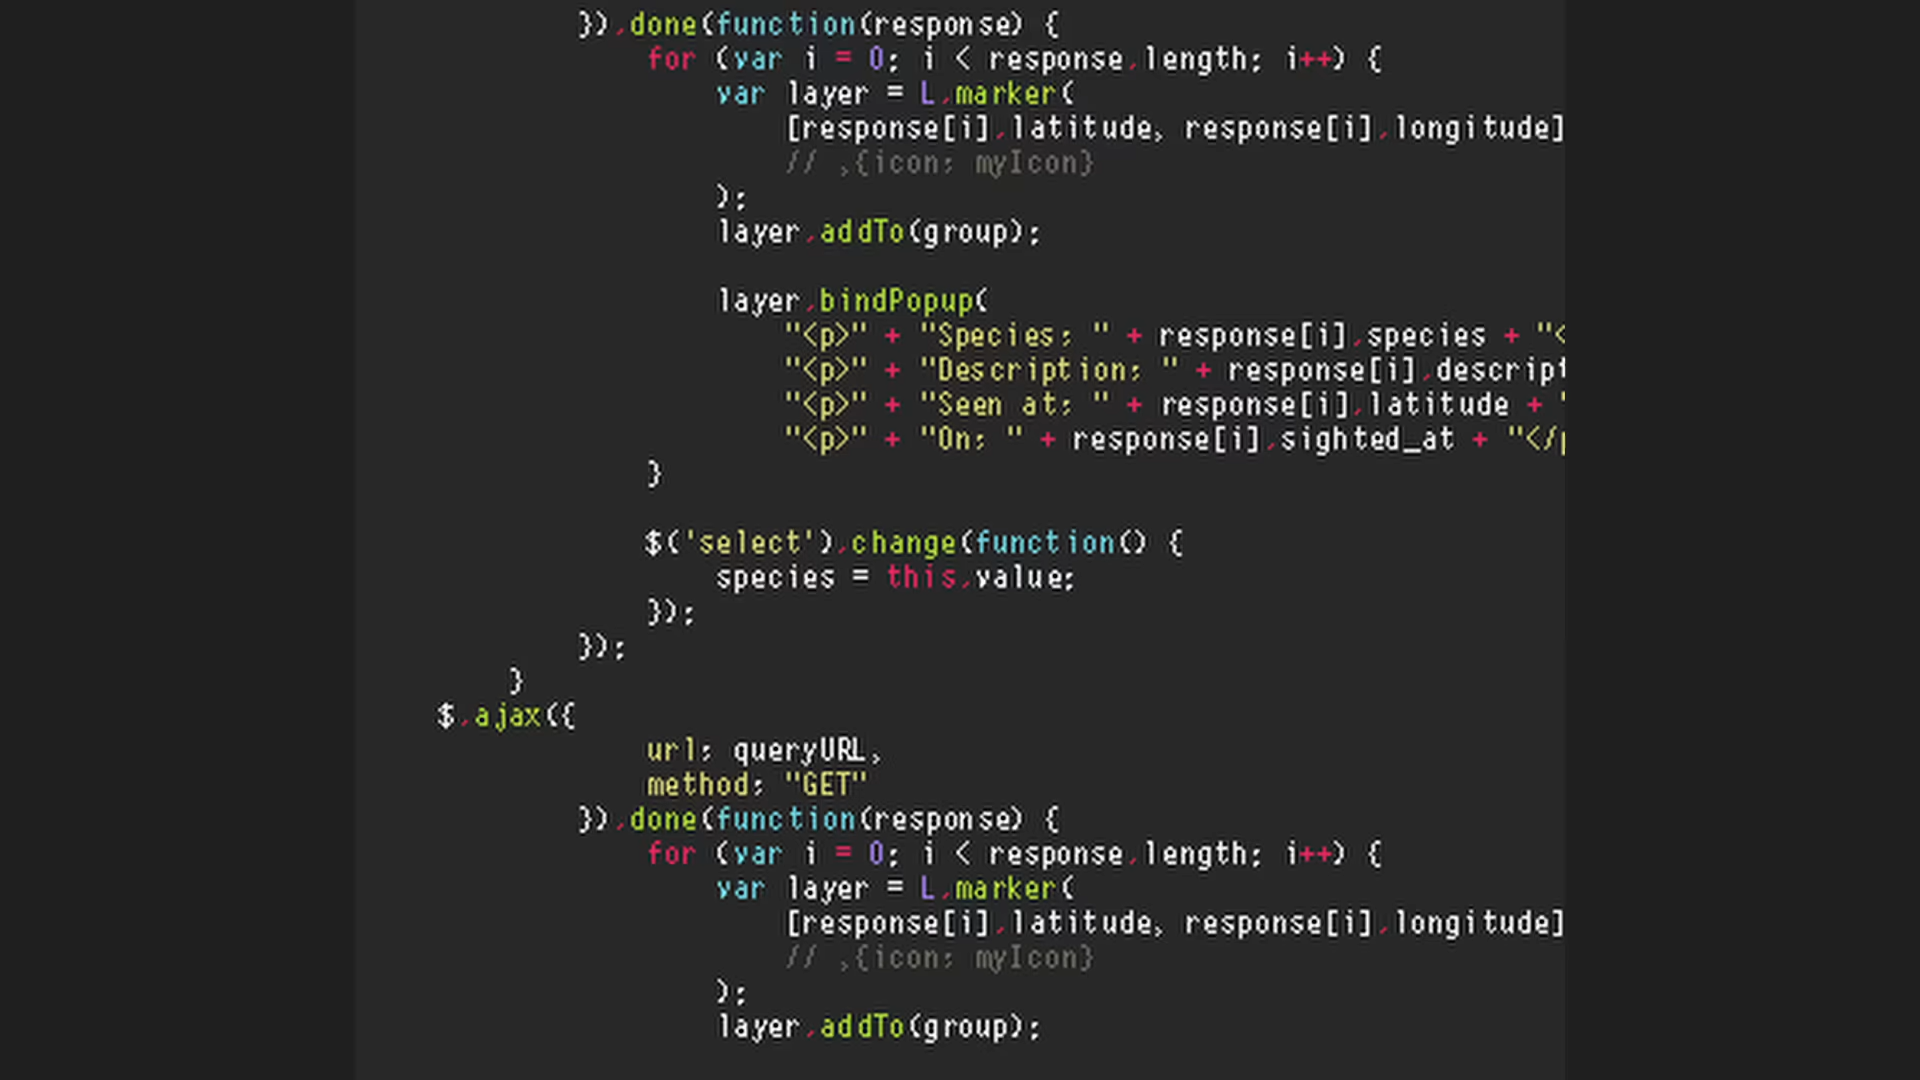 }).done(function(response) {
for (var i = 0; i < response.length; i++) {
var layer = L.marker(
[response[i].latitude, response[i].longitude]
// ,{icon: myIcon}
);
layer.addTo(group);
layer.bindPopup(
"<p>" + "Species: " + response[i].species + "<
"<p>" + "Description: " + response[i].descript
"<p>" + "Seen at: " + response[i].latitude + "
"<p>" + "On: " + response[i].sighted_at + "</p
}
$('select').change(function() {
species = this.value;
});
});
}
$.ajax({
url: queryURL,
method: "GET"
}).done(function(response) {
for (var i = 0; i < response.length; i++) {
var layer = L.marker(
[response[i].latitude, response[i].longitude]
// ,{icon: myIcon}
);
layer.addTo(group);